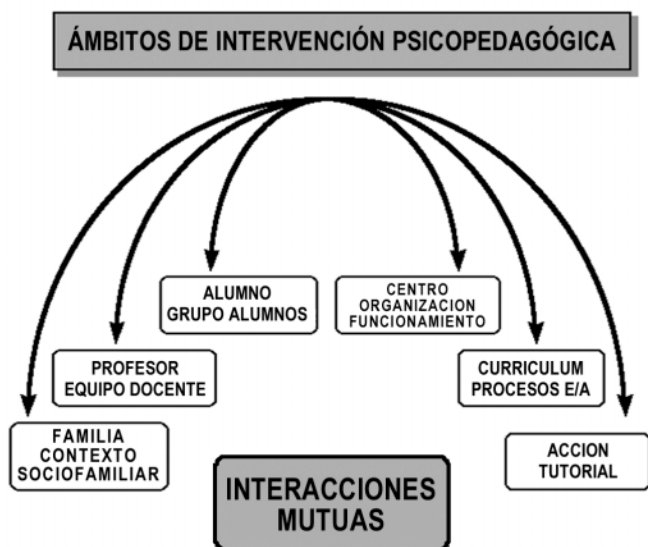 ÁMBITOS DE INTERVENCIÓN PSICOPEDAGÓGICA
ALUMNO
GRUPO ALUMNOS
CENTRO
ORGANIZACION
FUNCIONAMIENTO
PROFESOR
EQUIPO DOCENTE
CURRICULUM
PROCESOS E/A
FAMILIA
CONTEXTO
SOCIOFAMILIAR
ACCION
TUTORIAL
INTERACCIONES
MUTUAS